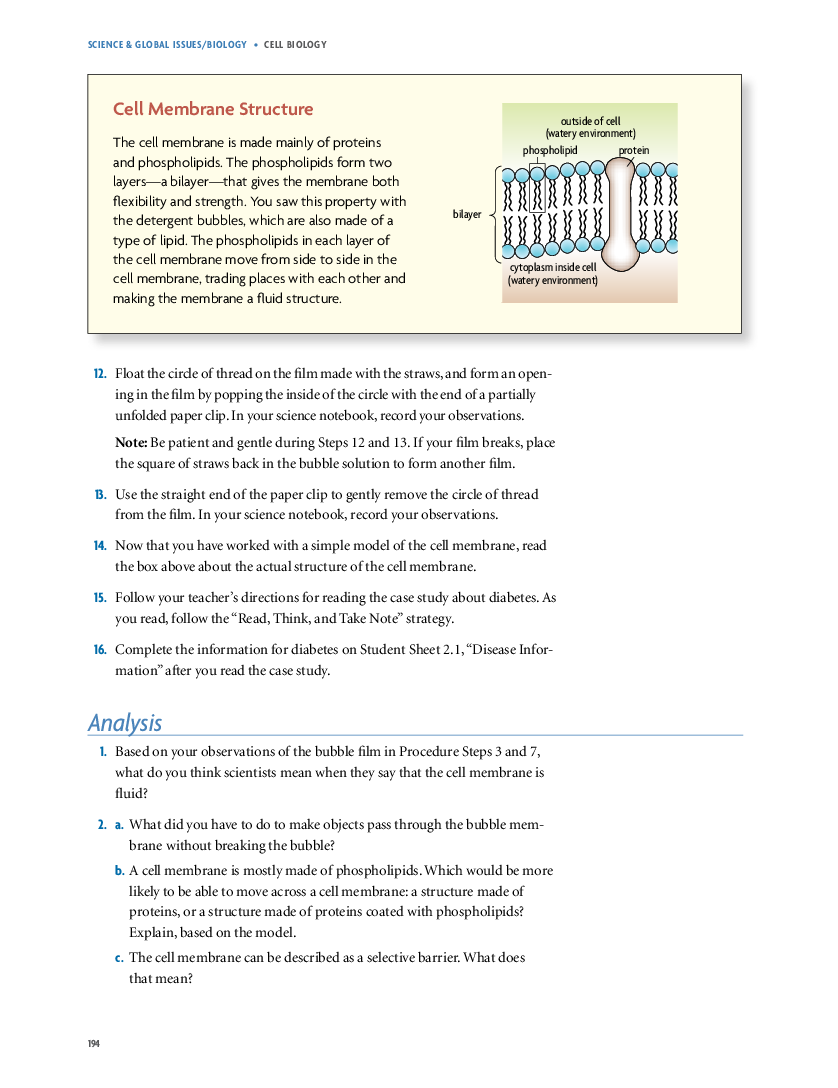 SCIENCE & GLOBAL ISSUES/BIOLOGY • CELL BIOLOGY
Cell Membrane Structure
The cell membrane is made mainly of proteins
and phospholipids. The phospholipids form two
layers—a bilayer—that gives the membrane both
flexibility and strength. You saw this property with
the detergent bubbles, which are also made of a
type of lipid. The phospholipids in each layer of
the cell membrane move from side to side in the
cell membrane, trading places with each other and
making the membrane a fluid structure.
outside of cell
(watery environment)
phospholipid
protein
bilayer
cytoplasm inside cell
(watery environment)
12. Float the circle of thread on the film made with the straws, and form an open-
ing in the film by popping the inside of the circle with the end of a partially
unfolded paper clip. In your science notebook, record your observations.
Note: Be patient and gentle during Steps 12 and 13. If your film breaks, place
the square of straws back in the bubble solution to form another film.
13. Use the straight end of the paper clip to gently remove the circle of thread
from the film. In your science notebook, record your observations.
14. Now that you have worked with a simple model of the cell membrane, read
the box above about the actual structure of the cell membrane.
15. Follow your teacher's directions for reading the case study about diabetes. As
you read, follow the “Read, Think, and Take Note” strategy.
16. Complete the information for diabetes on Student Sheet 2.1, “Disease Infor-
mation” after you read the case study.
Analysis
1. Based on your observations of the bubble film in Procedure Steps 3 and 7,
what do you think scientists mean when they say that the cell membrane is
fluid?
2. a. What did you have to do to make objects pass through the bubble mem-
brane without breaking the bubble?
b. A cell membrane is mostly made of phospholipids. Which would be more
likely to be able to move across a cell membrane: a structure made of
proteins, or a structure made of proteins coated with phospholipids?
Explain, based on the model.
c. The cell membrane can be described as a selective barrier. What does
that mean?
194